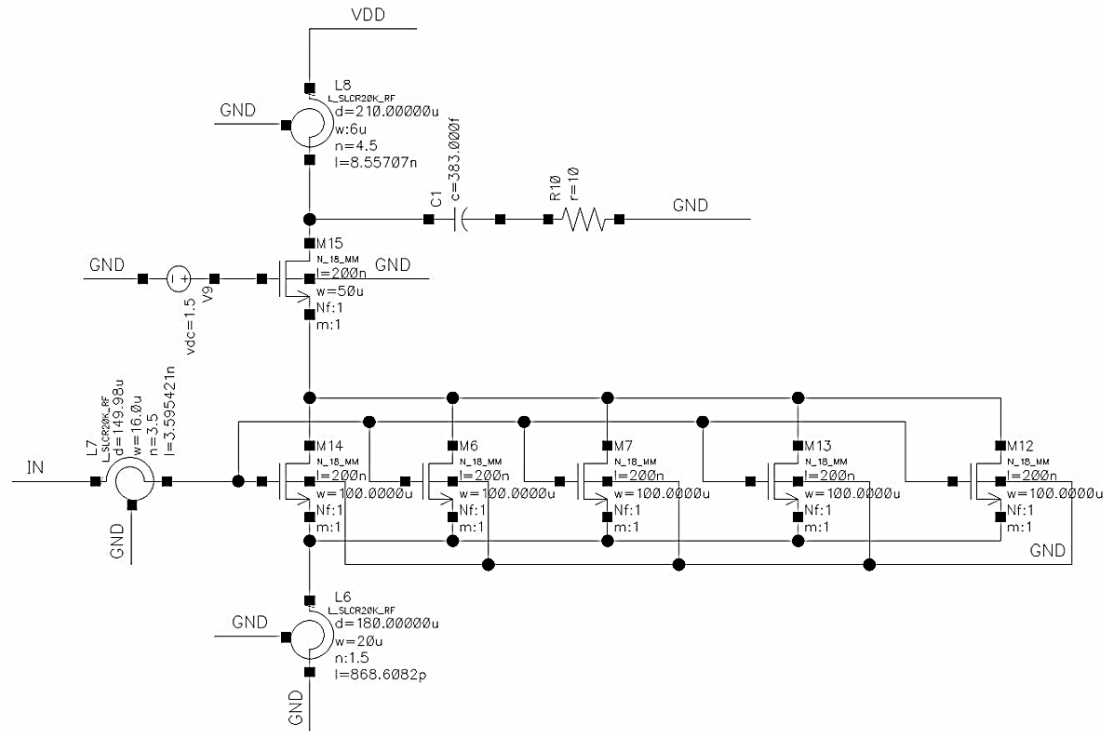 VDD
L8
L_SLCR20K_RF
d=210.00000u
GND
w:6u
n=4.5
l=8.55707n
C1
c=383.000f
R10
r=10
GND
M15
N_18_MM
GND
l=200n
GND
w=50u
Nf:1
m:1
V9
vdc=1.5
L7
L_SLCR20K_RF
d=149.98u
w=16.0u
n=3.5
l=3.595421n
IN
GND
M14
N_18_MM
l=200n
w=100.0000u
Nf:1
m:1
M6
N_18_MM
l=200n
w=100.0000u
Nf:1
m:1
M7
N_18_MM
l=200n
w=100.0000u
Nf:1
m:1
M13
N_18_MM
l=200n
w=100.0000u
Nf:1
m:1
M12
N_18_MM
l=200n
w=100.0000u
Nf:1
m:1
GND
L6
L_SLCR20K_RF
d=180.00000u
GND
w=20u
n:1.5
l=868.6082p
GND